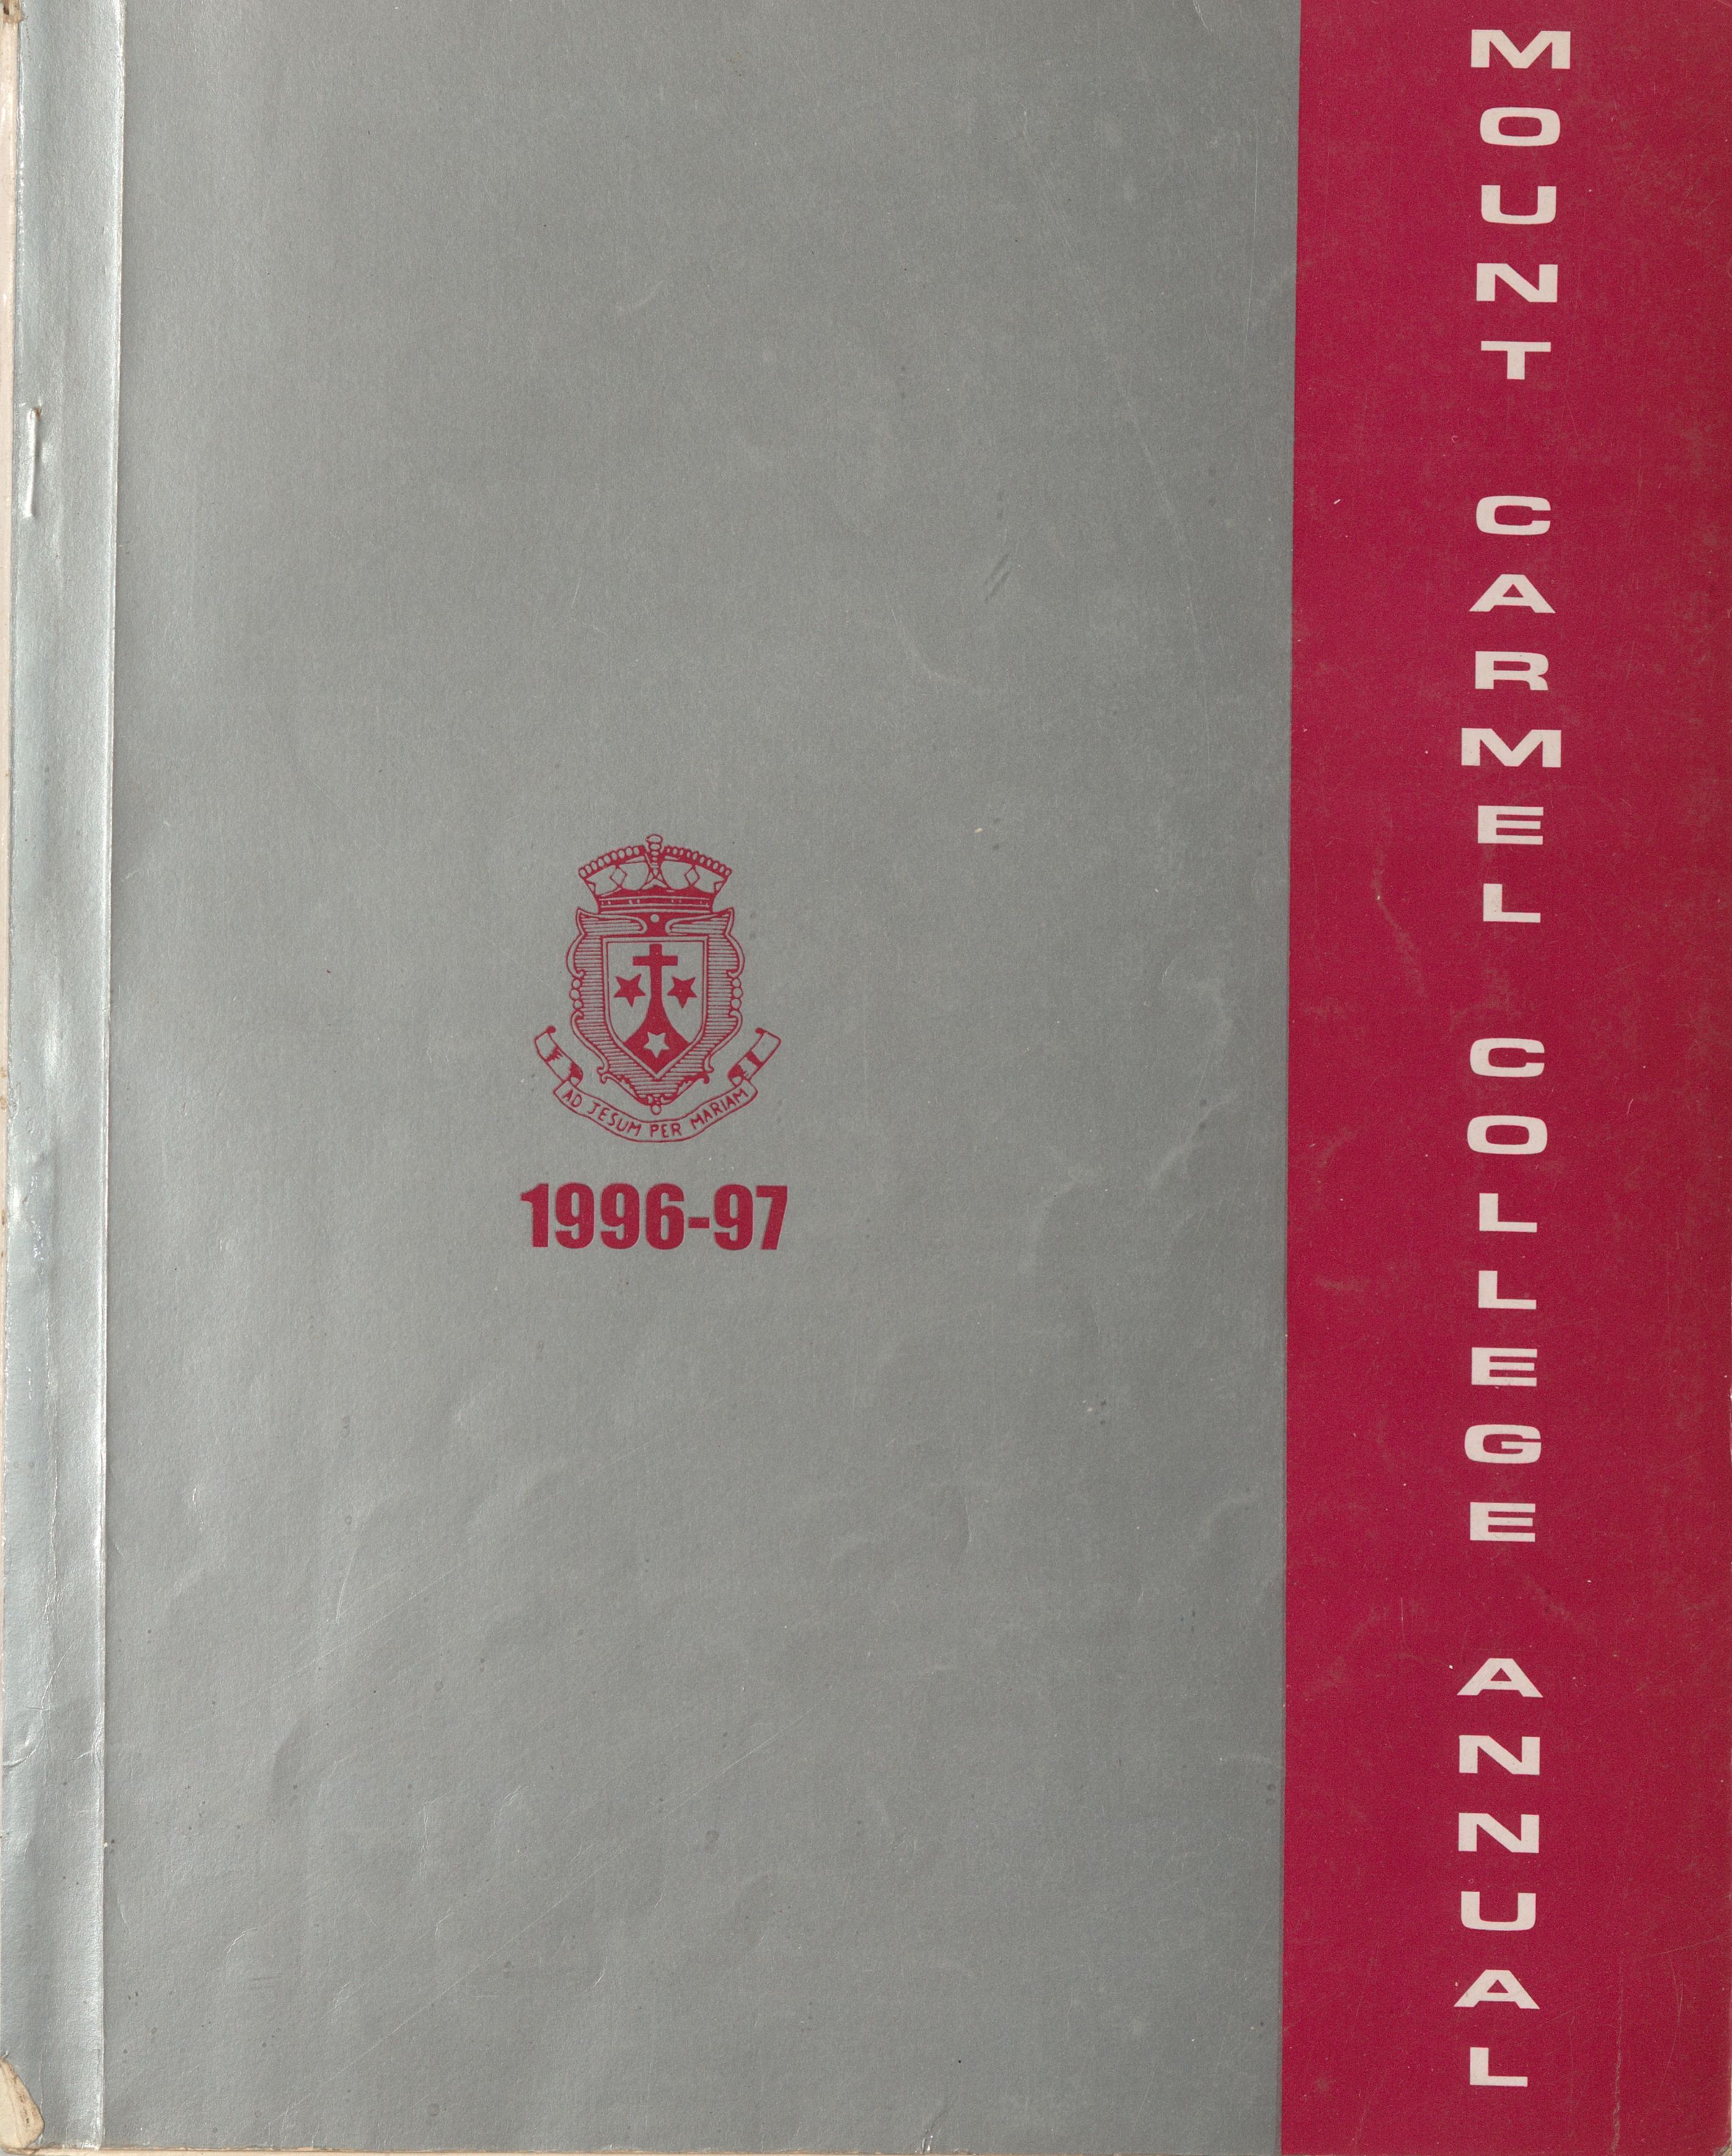 MOUNT CARMEL COLLEGE ANNUAL
AD JESUM PER MARIAM
1996-97